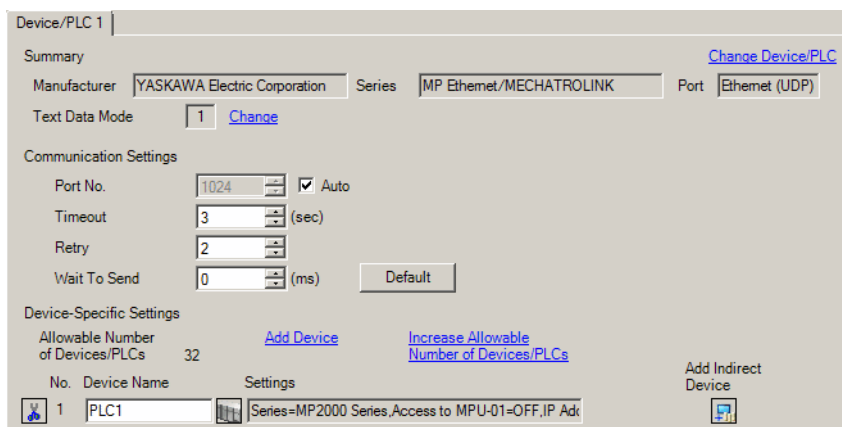 Device/PLC 1
Summary Change Device/PLC
Manufacturer YASKAWA Electric Corporation Series MP Ethernet/MECHATROLINK Port Ethernet (UDP)
Text Data Mode 1 Change
Communication Settings
Port No. 1024 Auto
Timeout 3 (sec)
Retry 2
Wait To Send 0 (ms) Default
Device-Specific Settings
Allowable Number Add Device Increase Allowable
of Devices/PLCs 32 Number of Devices/PLCs
Add Indirect
No. Device Name Settings Device
1 PLC1 Series=MP2000 Series,Access to MPU-01=OFF,IP